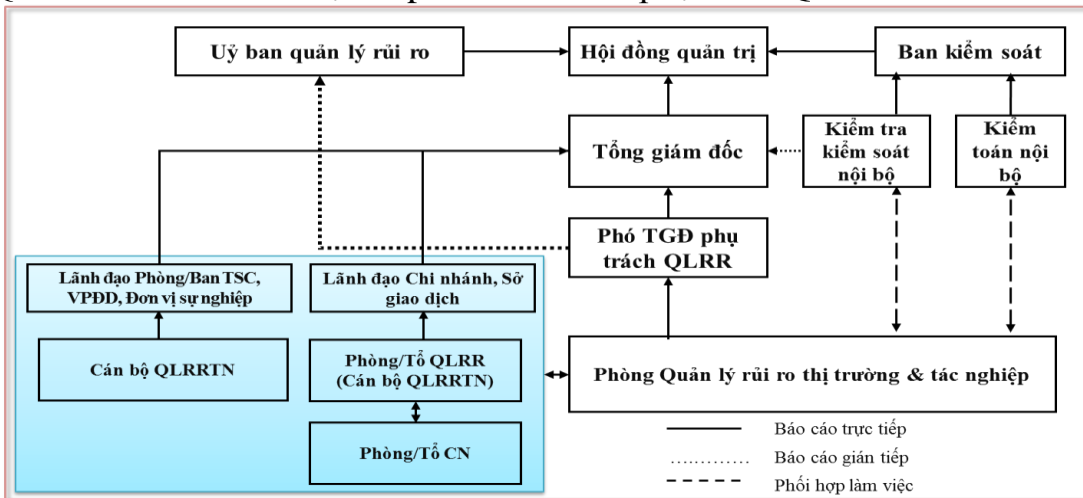 Uỷ ban quản lý rủi ro
Hội đồng quản trị
Ban kiểm soát
Tổng giám đốc
Kiểm tra
kiểm soát
nội bộ
Kiểm
toán nội
bộ
Phó TGĐ phụ
trách QLRR
Lãnh đạo Phòng/Ban TSC,
VPĐD, Đơn vị sự nghiệp
Lãnh đạo Chi nhánh, Sở
giao dịch
Cán bộ QLRRTN
Phòng/Tổ QLRR
(Cán bộ QLRRTN)
Phòng Quản lý rủi ro thị trường & tác nghiệp
Phòng/Tổ CN
Báo cáo trực tiếp
Báo cáo gián tiếp
Phối hợp làm việc